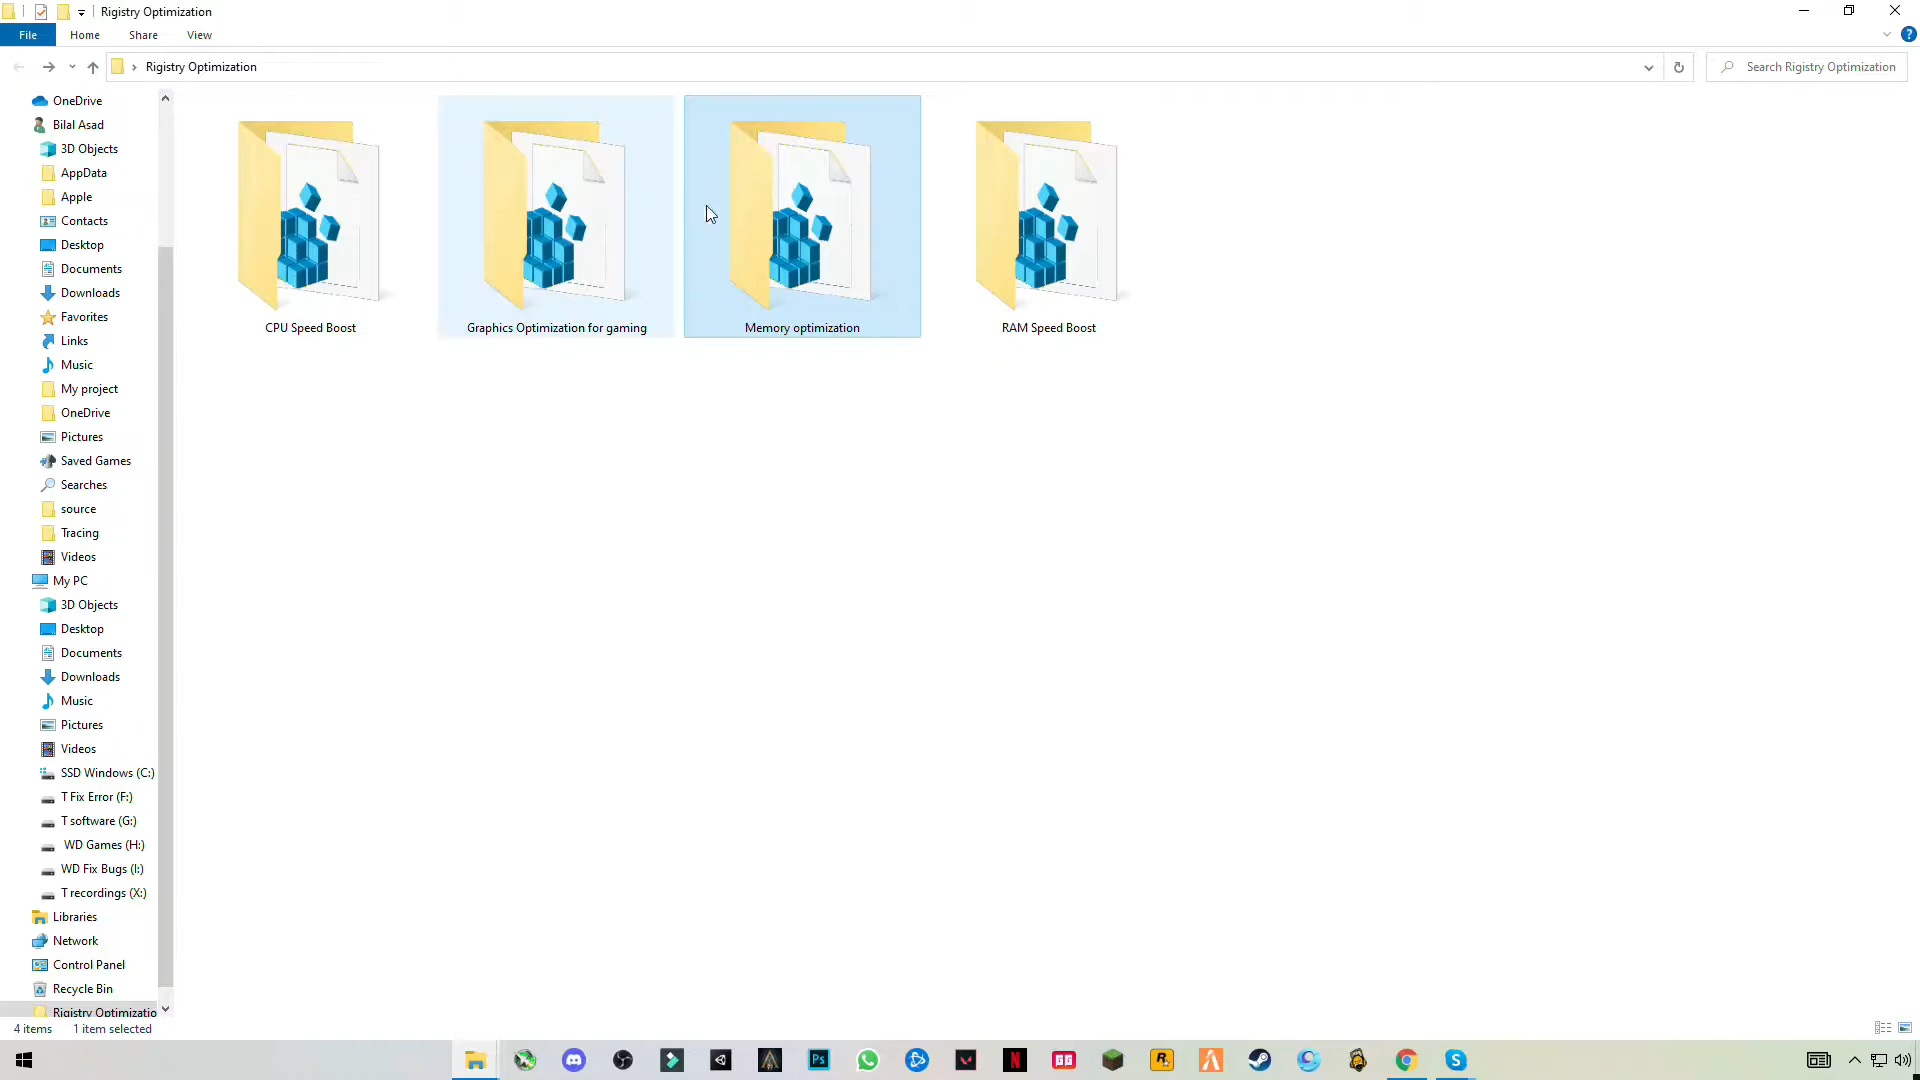 Rigistry Optimization
File
Home
Share
View
?
Rigistry Optimization
Search Rigistry Optimization
OneDrive
Bilal Asad
3D Objects
AppData
Apple
Contacts
Desktop
Documents
Downloads
Favorites
Links
Music
My project
OneDrive
Pictures
Saved Games
Searches
source
Tracing
Videos
My PC
3D Objects
Desktop
Documents
Downloads
Music
Pictures
Videos
SSD Windows (C:)
T Fix Error (F:)
T software (G:)
WD Games (H:)
WD Fix Bugs (I:)
T recordings (X:)
Libraries
Network
Control Panel
Recycle Bin
Rigistry Optimizatio
CPU Speed Boost
Graphics Optimization for gaming
Memory optimization
RAM Speed Boost
4 items
1 item selected
Ps
N
GG
R
S